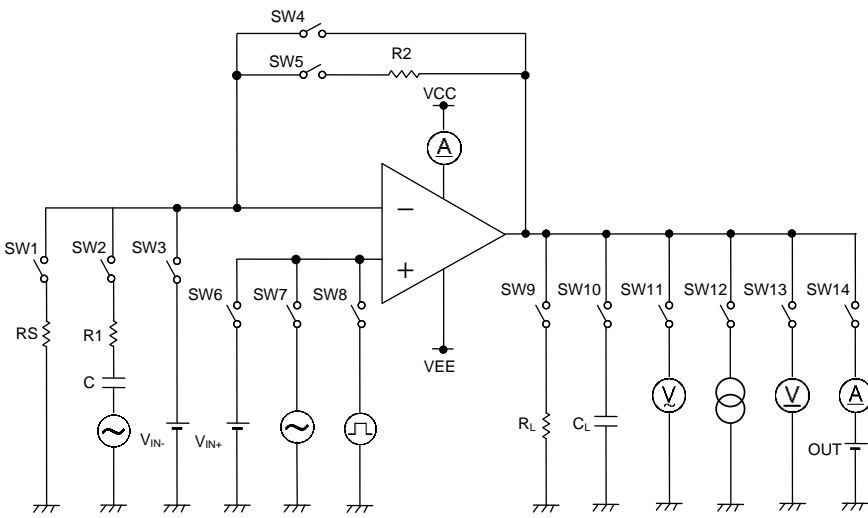 SW4
SW5
R2
VCC
A
SW1
SW2
SW3
−
+
SW6
SW7
SW8
SW9
SW10
SW11
SW12
SW13
SW14
RS
R1
VEE
C
V
V
A
VIN-
VIN+
RL
CL
OUT